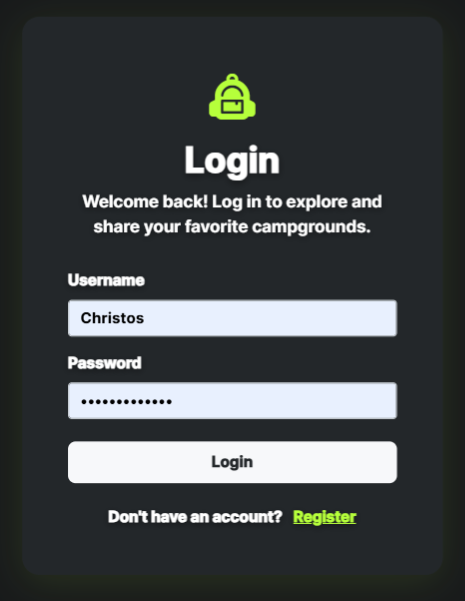 Login
Welcome back! Log in to explore and
share your favorite campgrounds.
Username
Christos
Password
•••••••••••••
Login
Don't have an account? Register